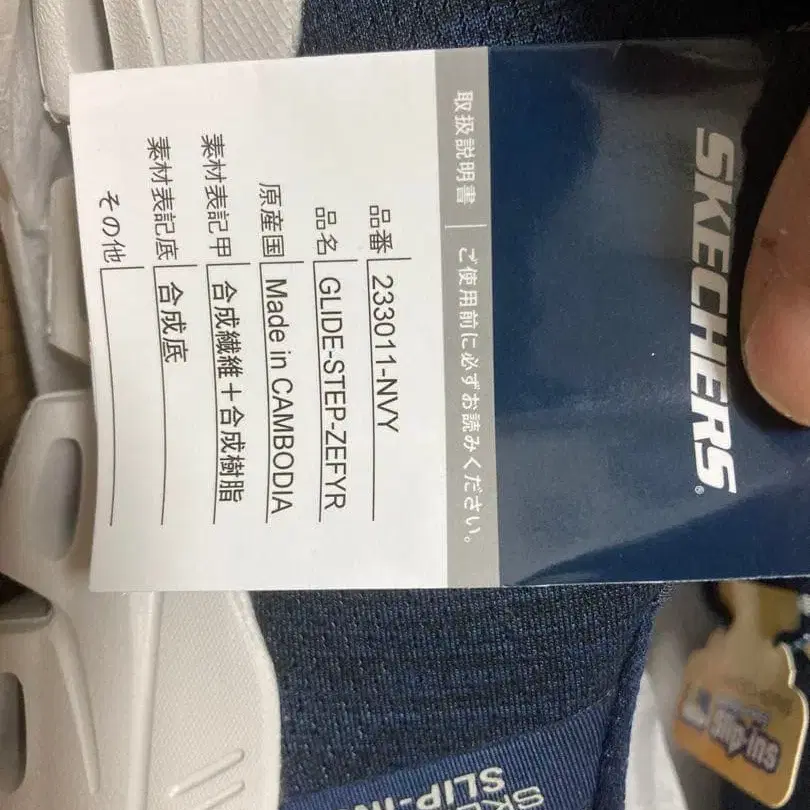 SKECHERS®
取扱説明書 ご使用前に必ずお読みください。
品番 233011-NVY
品名 GLIDE-STEP-ZEFYR
原産国 Made in CAMBODIA
素材表記甲 合成繊維＋合成樹脂
素材表記底 合成底
その他
SKE
SLIP-IN
Slip-ins